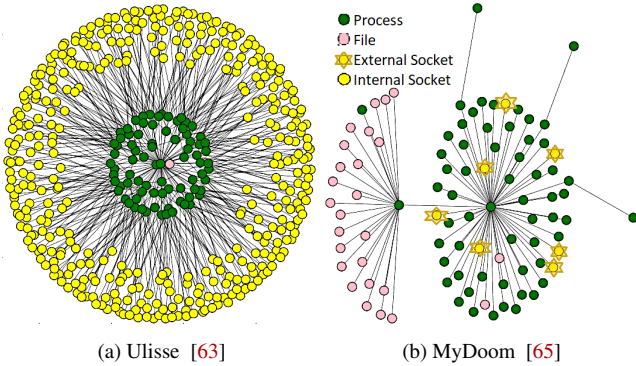 Process
File
External Socket
Internal Socket
(a) Ulisse [63]
(b) MyDoom [65]